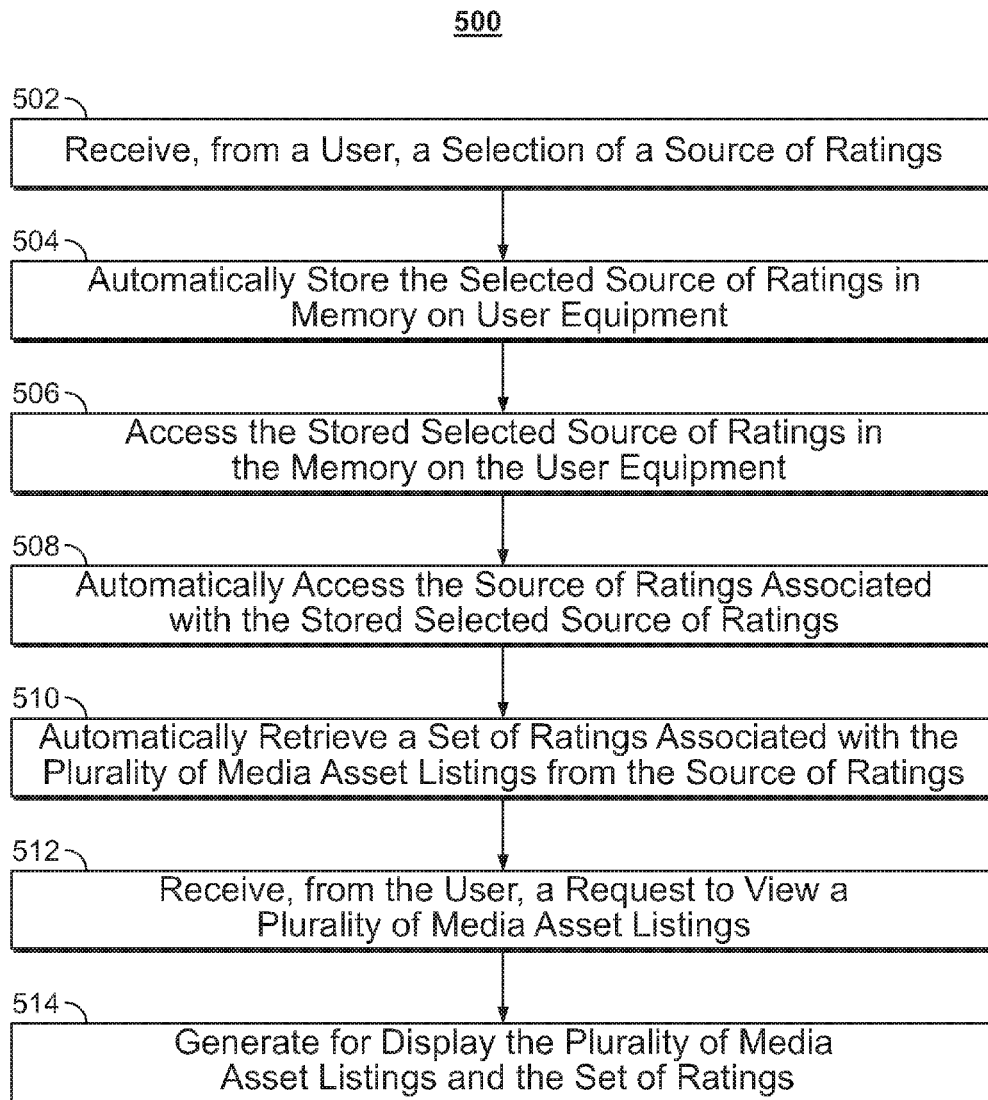 500
502
Receive, from a User, a Selection of a Source of Ratings
504
Automatically Store the Selected Source of Ratings in
Memory on User Equipment
506
Access the Stored Selected Source of Ratings in
the Memory on the User Equipment
508
Automatically Access the Source of Ratings Associated
with the Stored Selected Source of Ratings
510
Automatically Retrieve a Set of Ratings Associated with the
Plurality of Media Asset Listings from the Source of Ratings
512
Receive, from the User, a Request to View a
Plurality of Media Asset Listings
514
Generate for Display the Plurality of Media
Asset Listings and the Set of Ratings